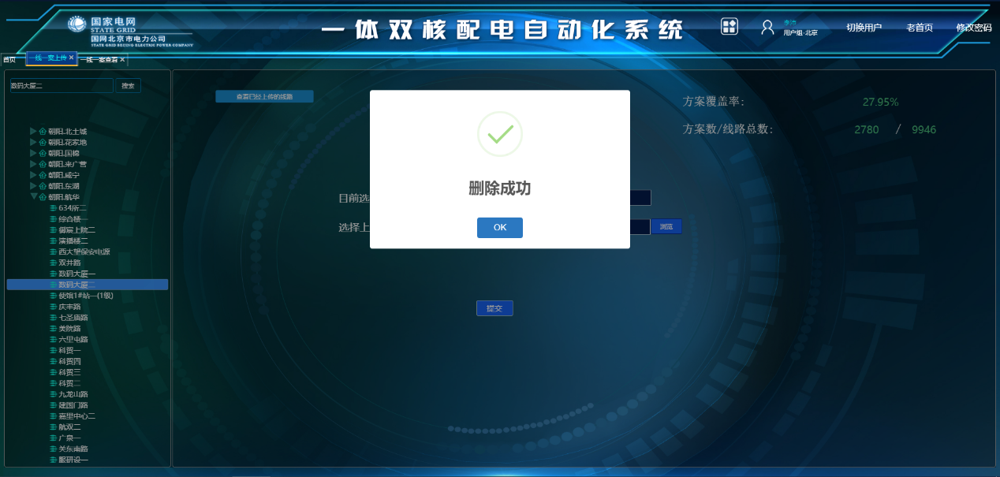 国家电网
STATE GRID
国网北京市电力公司
STATE GRID BEIJING ELECTRIC POWER COMPANY
一体双核配电自动化系统
用户组:北京
切换用户
老首页
修改密码
首页
一线一案上传 ×
一线一案查看 ×
数码大厦二
搜索
朝阳.北土城
朝阳.花家地
朝阳.国棉
朝阳.来广营
朝阳.咸宁
朝阳.东湖
朝阳.航华
634所二
综合楼一
御宸上院二
演播楼二
西大望保安电源
双井路
数码大厦一
数码大厦二
使馆1#站一(1级)
庆丰路
七圣庙路
美院路
六里屯路
科贸一
科贸四
科贸三
科贸二
九龙山路
建国门路
嘉里中心二
航双二
广泉一
关东南路
服研设一
查看已经上传的线路
方案覆盖率: 27.95%
方案数/线路总数: 2780 / 9946
目前选
选择上
浏览
删除成功
OK
提交